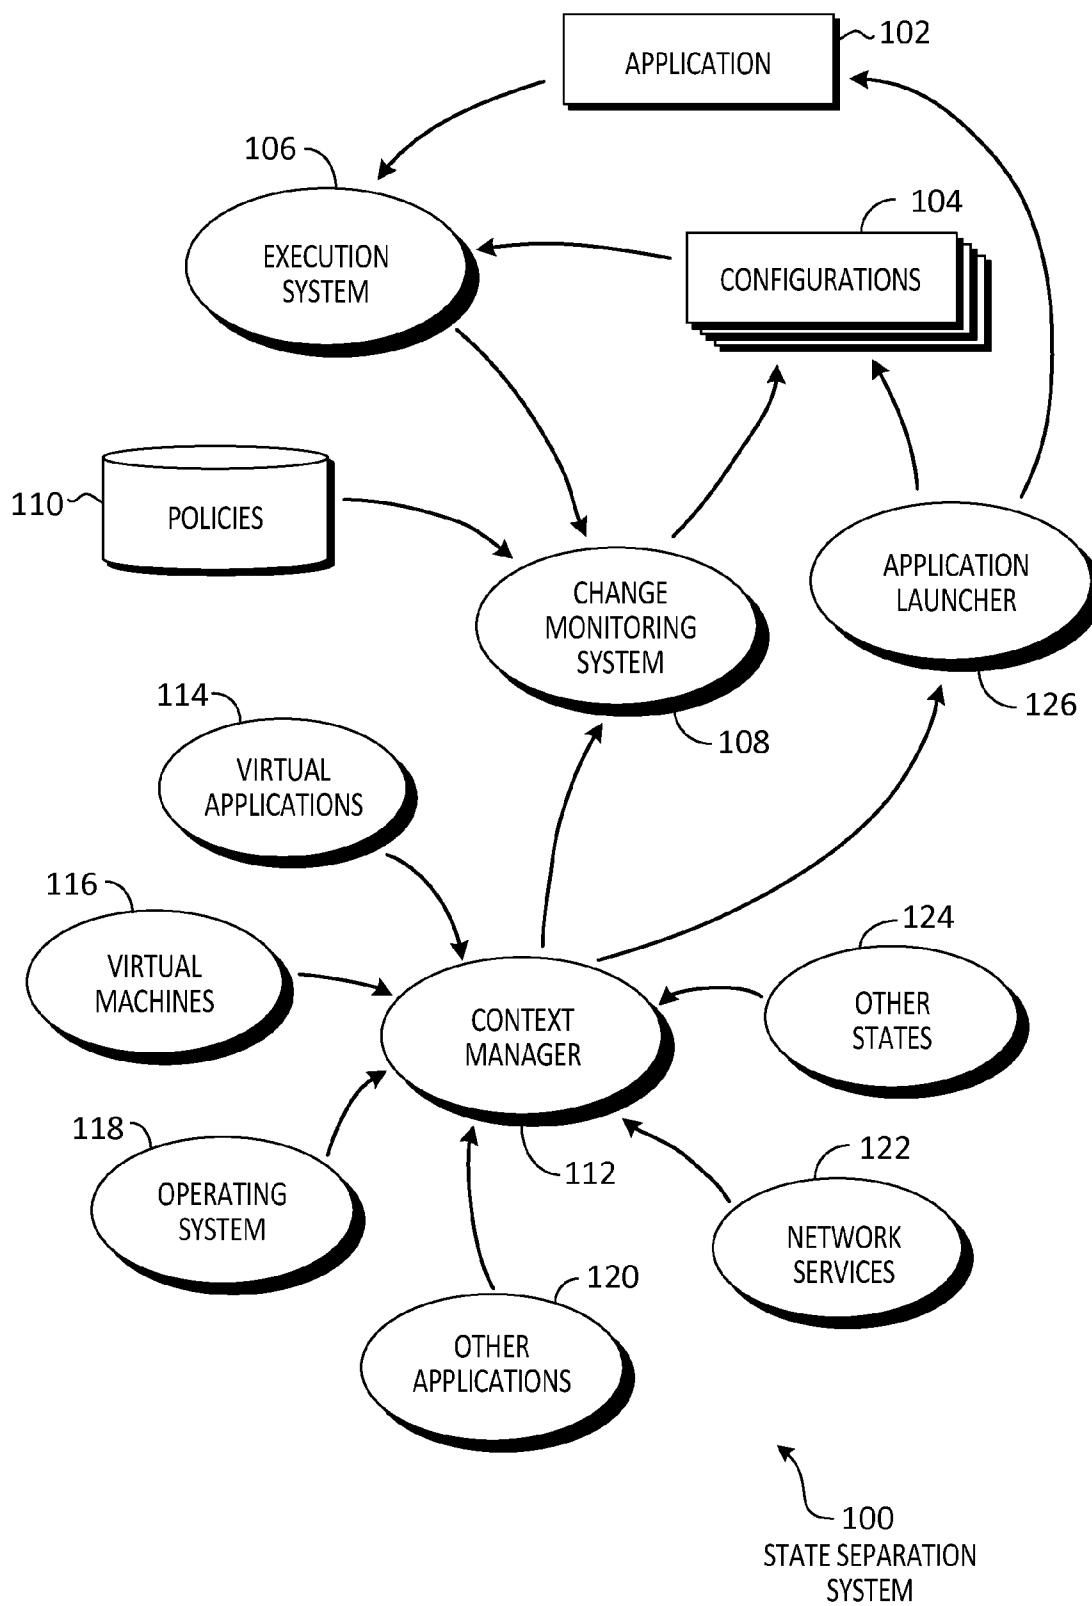 APPLICATION
102
106
EXECUTION
SYSTEM
104
CONFIGURATIONS
110
POLICIES
CHANGE
MONITORING
SYSTEM
108
APPLICATION
LAUNCHER
126
114
VIRTUAL
APPLICATIONS
116
VIRTUAL
MACHINES
CONTEXT
MANAGER
112
124
OTHER
STATES
118
OPERATING
SYSTEM
122
NETWORK
SERVICES
120
OTHER
APPLICATIONS
100
STATE SEPARATION
SYSTEM